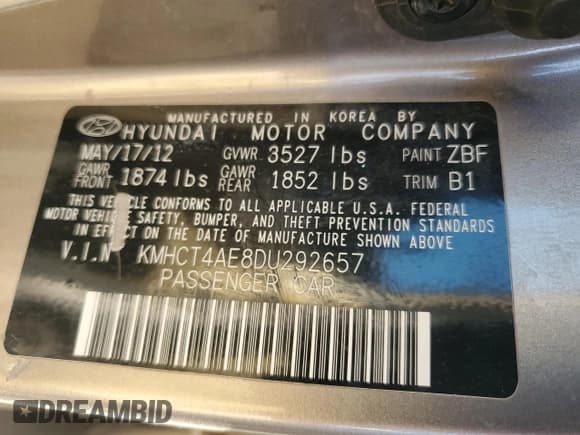 MANUFACTURED IN KOREA BY
HYUNDAI MOTOR COMPANY
MAY/17/12 GVWR 3527 lbs PAINT ZBF
GAWR FRONT 1874 lbs GAWR REAR 1852 lbs TRIM B1
THIS VEHICLE CONFORMS TO ALL APPLICABLE U.S.A. FEDERAL
MOTOR VEHICLE SAFETY, BUMPER, AND THEFT PREVENTION STANDARDS
IN EFFECT ON THE DATE OF MANUFACTURE SHOWN ABOVE
V.I.N KMHCT4AE8DU292657
PASSENGER CAR
DREAMBID